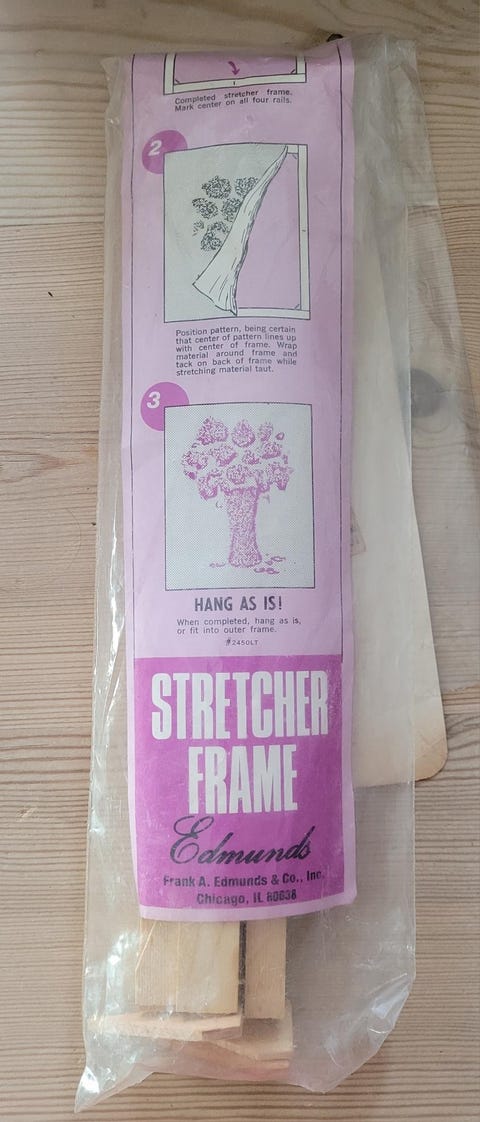 Completed stretcher frame.
Mark center on all four rails.
2
Position pattern, being certain
that center of pattern lines up
with center of frame. Wrap
material around frame and
tack on back of frame while
stretching material taut.
3
HANG AS IS!
When completed, hang as is,
or fit into outer frame.
#2450LT
STRETCHER
FRAME
Edmunds
Frank A. Edmunds & Co., Inc.
Chicago, IL 60638